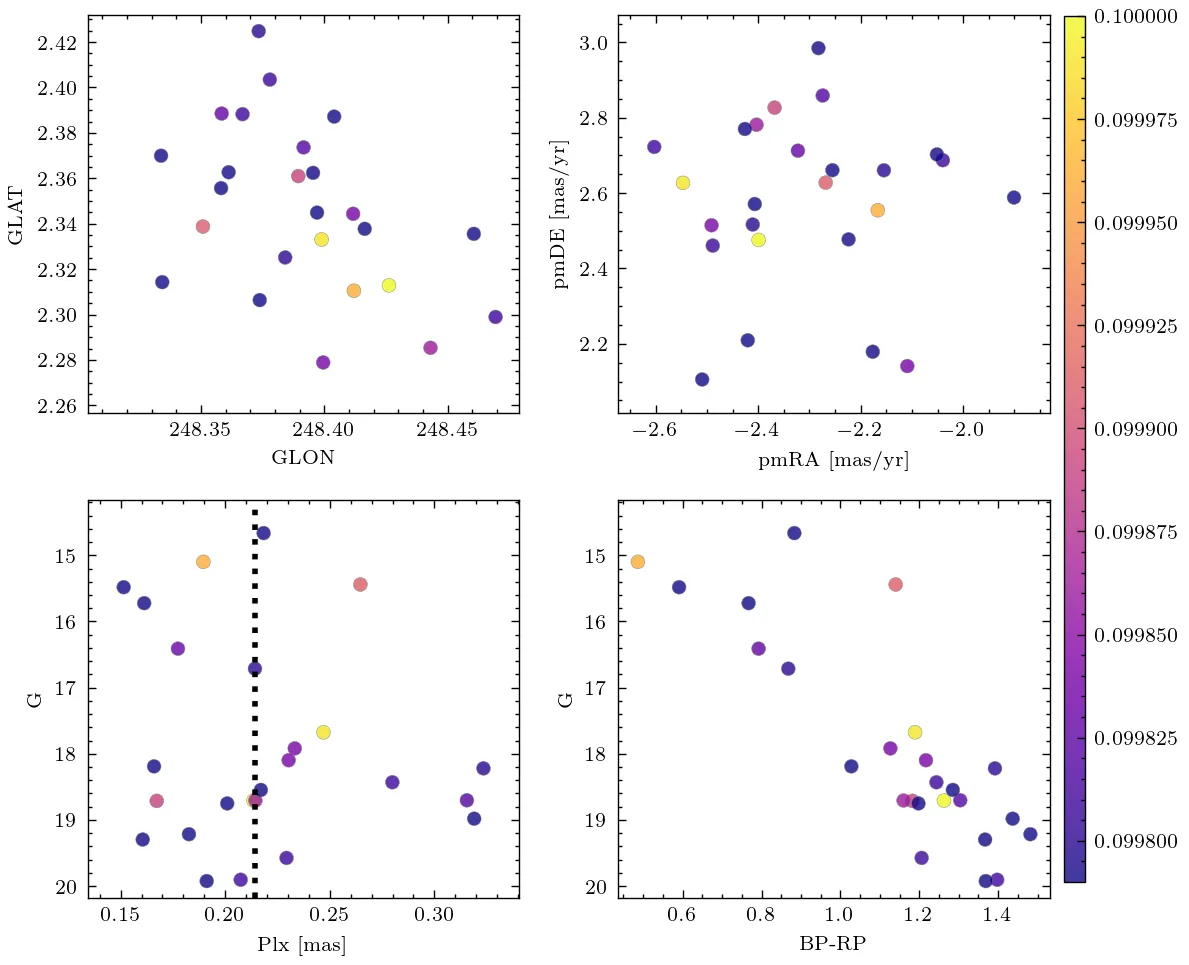 2.42
2.40
2.38
2.36
2.34
2.32
2.30
2.28
2.26
GLAT
248.35 248.40 248.45
GLON
3.0
2.8
2.6
2.4
2.2
pmDE [mas/yr]
−2.6 −2.4 −2.2 −2.0
pmRA [mas/yr]
0.100000
0.099975
0.099950
0.099925
0.099900
0.099875
0.099850
0.099825
0.099800
15
16
17
18
19
20
G
0.15 0.20 0.25 0.30
Plx [mas]
15
16
17
18
19
20
G
0.6 0.8 1.0 1.2 1.4
BP-RP